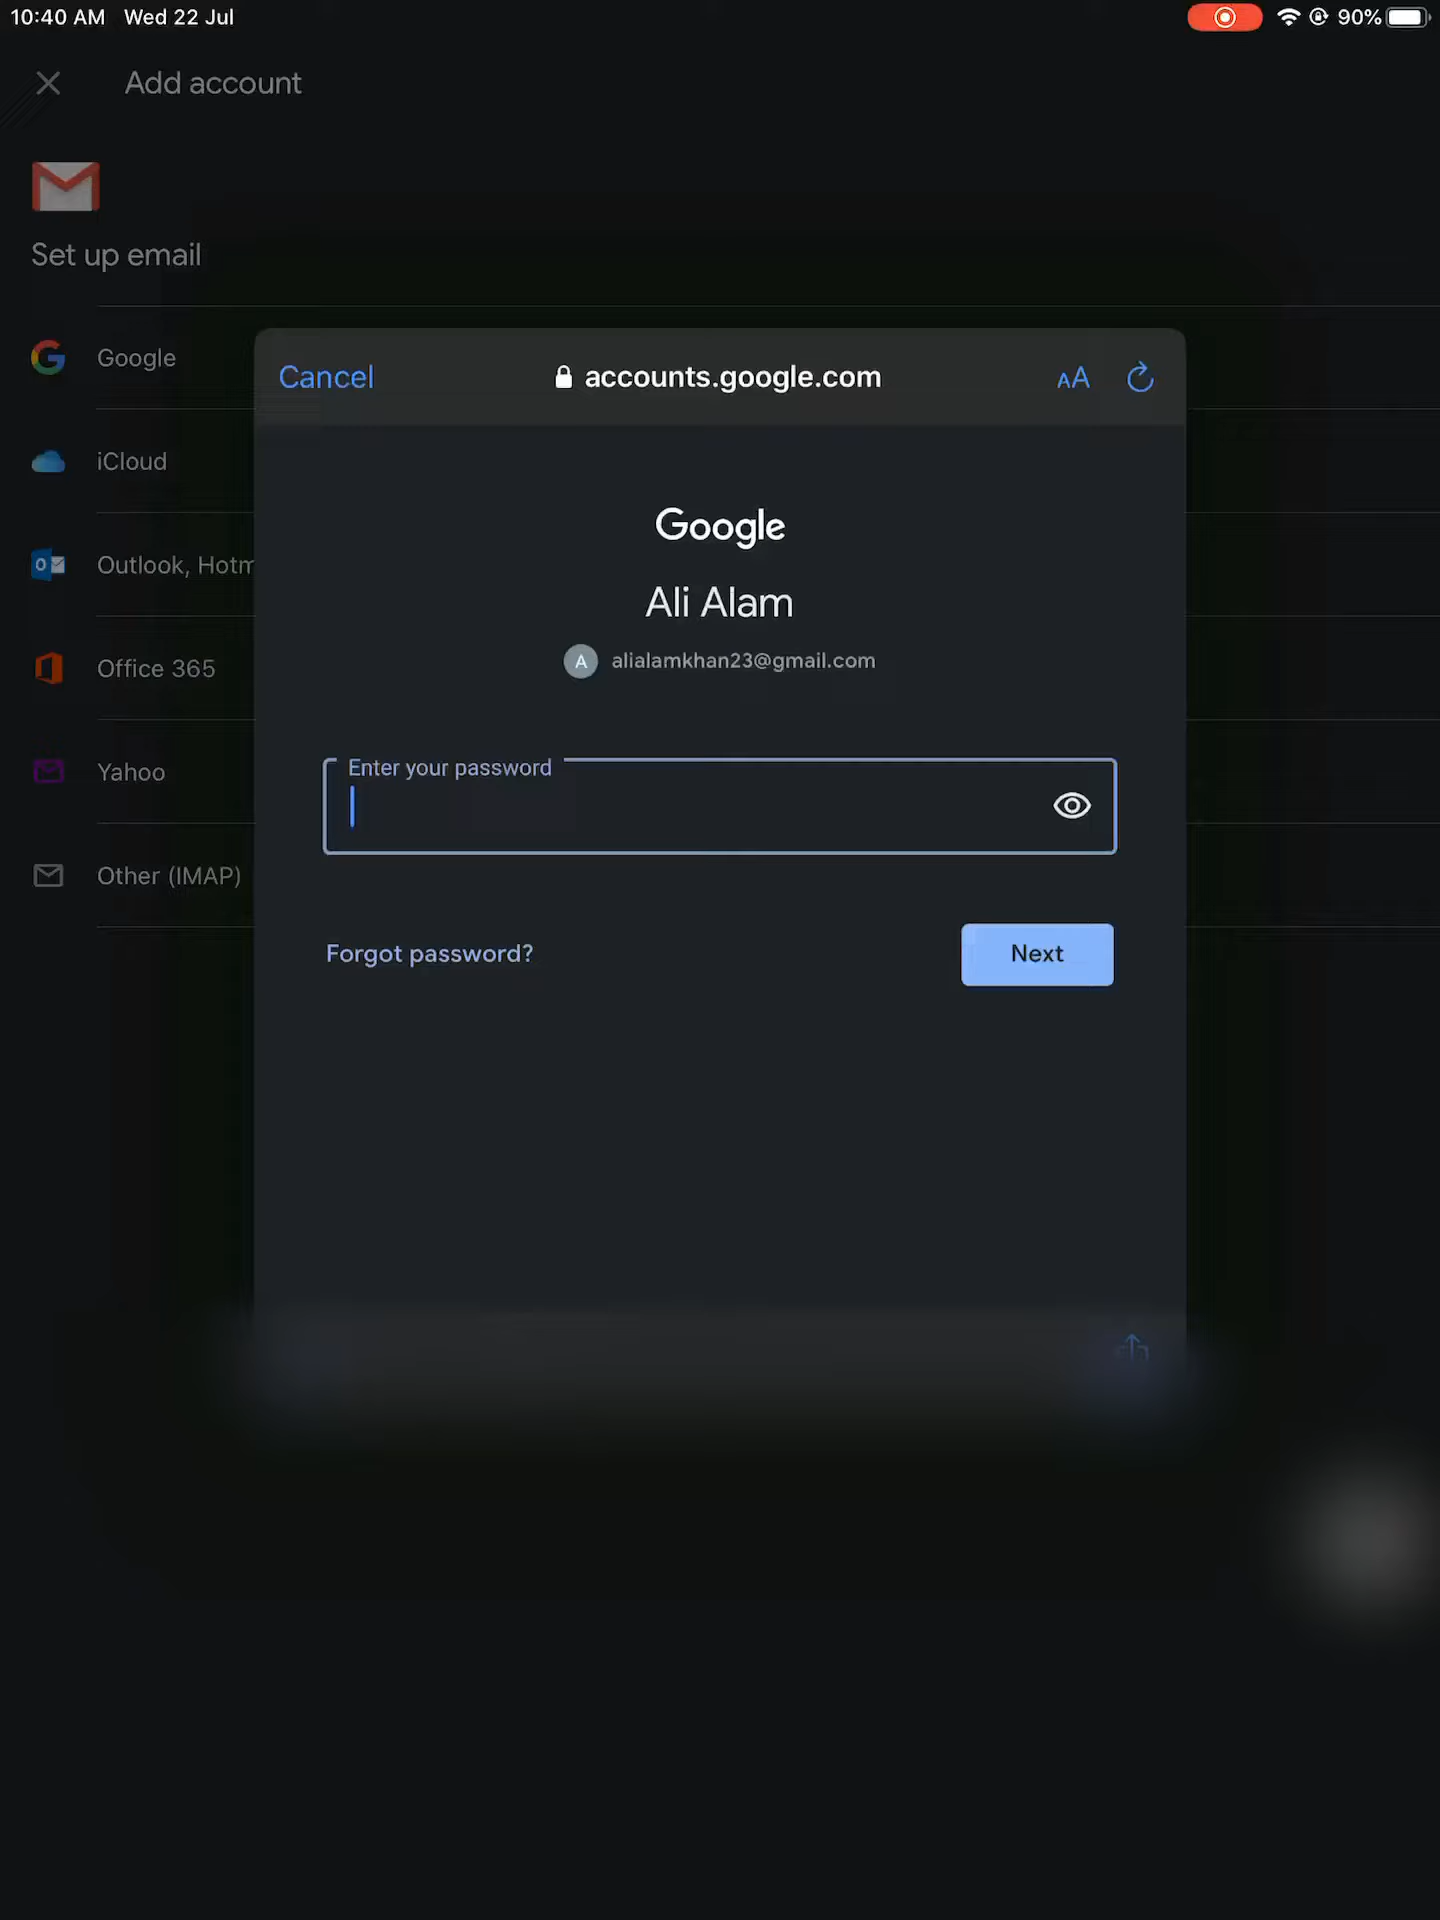 10:40 AM Wed 22 Jul 90%
Add account
Set up email
Google
iCloud
Outlook, Hotm
Office 365
Yahoo
Other (IMAP)
Cancel accounts.google.com AA
Google
Ali Alam
A alialamkhan23@gmail.com
Enter your password
Forgot password? Next